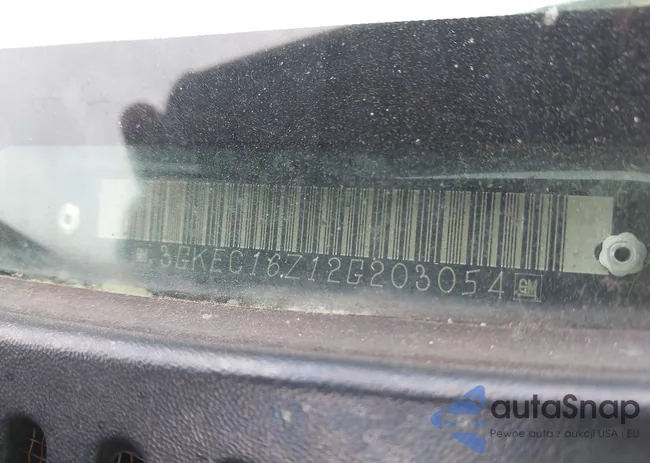 3GKEC16Z12G203054 GM
autaSnap
Pewne auta z aukcji USA i EU